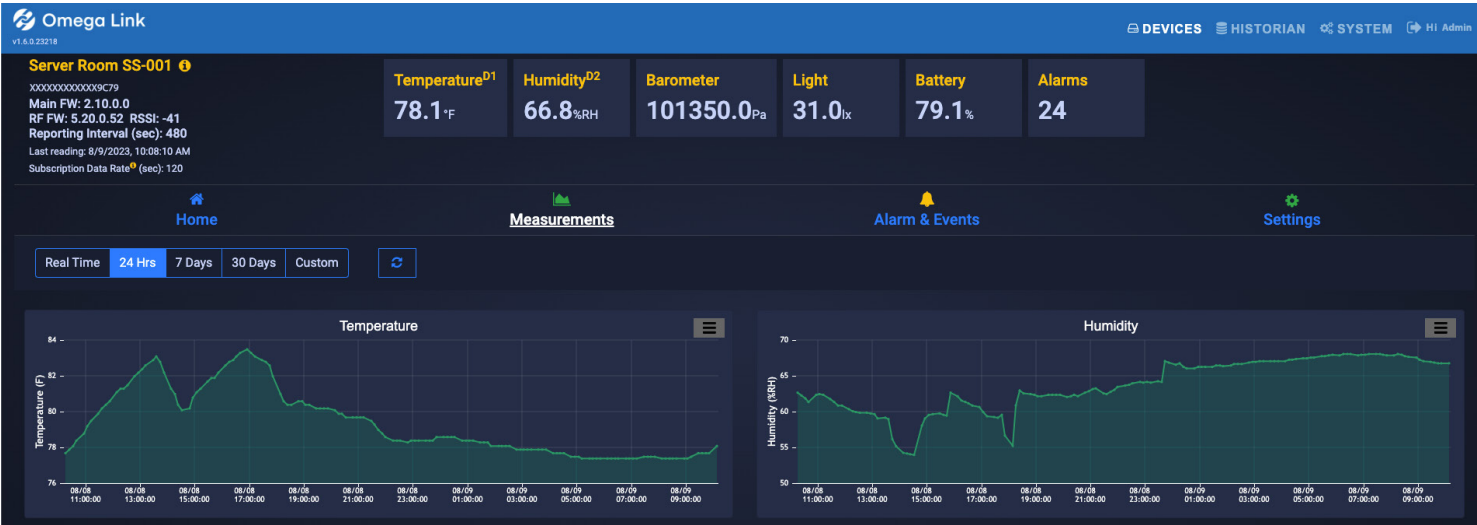 Omega Link
v1.6.0.23218
DEVICES HISTORIAN SYSTEM Hi Admin
Server Room SS-001
XXXXXXXXXXXX9C79
Main FW: 2.10.0.0
RF FW: 5.20.0.52 RSSI: -41
Reporting Interval (sec): 480
Last reading: 8/9/2023, 10:08:10 AM
Subscription Data Rate (sec): 120
TemperatureD1
78.1°F
HumidityD2
66.8%RH
Barometer
101350.0Pa
Light
31.0lx
Battery
79.1%
Alarms
24
Home
Measurements
Alarm & Events
Settings
Real Time 24 Hrs 7 Days 30 Days Custom
Temperature
Temperature (F)
84
82
80
78
76
08/08 08/08 08/08 08/08 08/08 08/08 08/08 08/09 08/09 08/09 08/09 08/09
11:00:00 13:00:00 15:00:00 17:00:00 19:00:00 21:00:00 23:00:00 01:00:00 03:00:00 05:00:00 07:00:00 09:00:00
Humidity
Humidity (%RH)
70
65
60
55
50
08/08 08/08 08/08 08/08 08/08 08/08 08/08 08/09 08/09 08/09 08/09 08/09
11:00:00 13:00:00 15:00:00 17:00:00 19:00:00 21:00:00 23:00:00 01:00:00 03:00:00 05:00:00 07:00:00 09:00:00